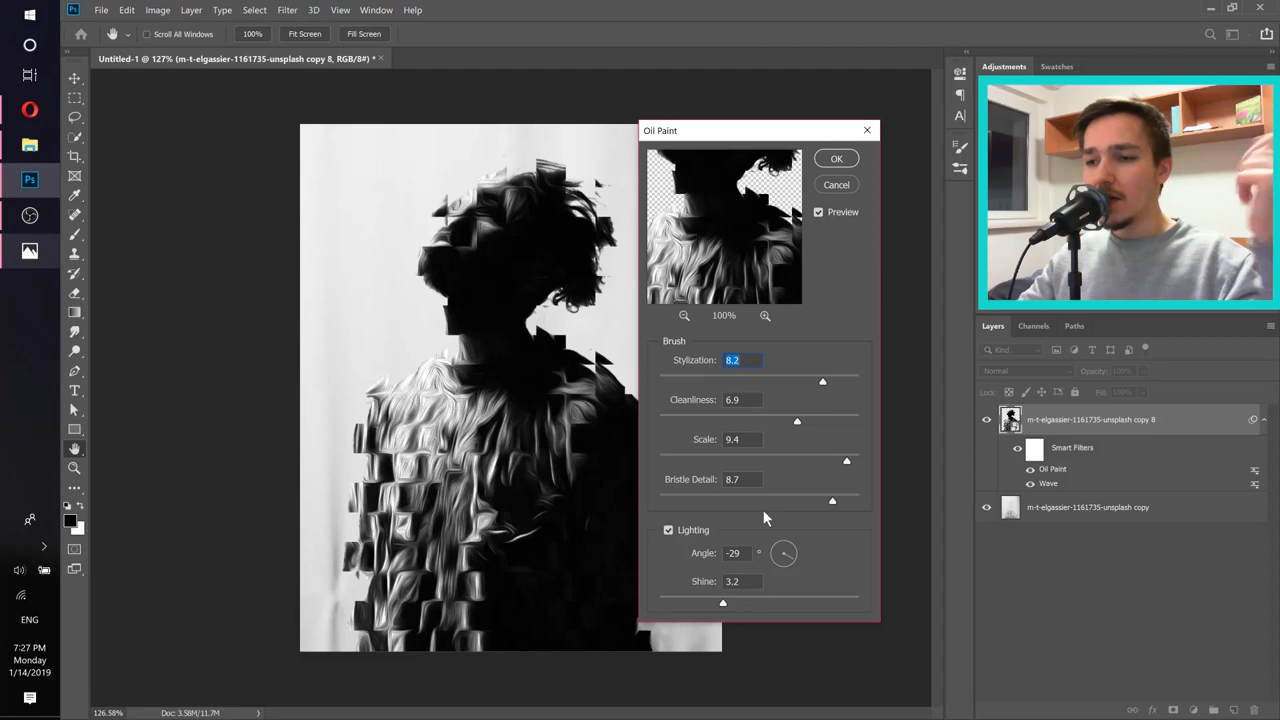 Ps File Edit Image Layer Type Select Filter 3D View Window Help
Scroll All Windows 100% Fit Screen Fill Screen
Untitled-1 @ 127% (m-t-elgassier-1161735-unsplash copy 8, RGB/8#) *
Adjustments Swatches
Oil Paint
OK
Cancel
Preview
100%
Brush
Stylization: 8.2
Cleanliness: 6.9
Scale: 9.4
Bristle Detail: 8.7
Lighting
Angle: -29 °
Shine: 3.2
Layers Channels Paths
Kind
Normal Opacity: 100%
Lock: Fill: 100%
m-t-elgassier-1161735-unsplash copy 8
Smart Filters
Oil Paint
Wave
m-t-elgassier-1161735-unsplash copy
Ps
ENG
7:27 PM
Monday
1/14/2019
126.58% Doc: 3.58M/11.7M
fx